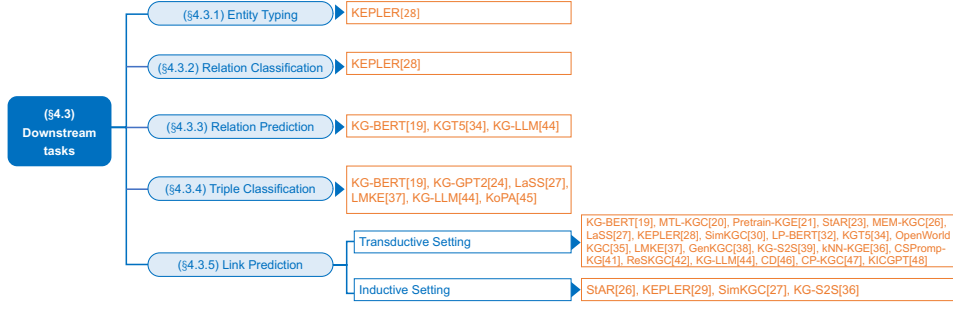 (§4.3)
Downstream
tasks
(§4.3.1) Entity Typing
KEPLER[28]
(§4.3.2) Relation Classification
KEPLER[28]
(§4.3.3) Relation Prediction
KG-BERT[19], KGT5[34], KG-LLM[44]
(§4.3.4) Triple Classification
KG-BERT[19], KG-GPT2[24], LaSS[27],
LMKE[37], KG-LLM[44], KoPA[45]
(§4.3.5) Link Prediction
Transductive Setting
KG-BERT[19], MTL-KGC[20], Pretrain-KGE[21], StAR[23], MEM-KGC[26],
LaSS[27], KEPLER[28], SimKGC[30], LP-BERT[32], KGT5[34], OpenWorld
KGC[35], LMKE[37], GenKGC[38], KG-S2S[39], kNN-KGE[36], CSPromp-
KG[41], ReSKGC[42], KG-LLM[44], CD[46], CP-KGC[47], KICGPT[48]
Inductive Setting
StAR[26], KEPLER[29], SimKGC[27], KG-S2S[36]